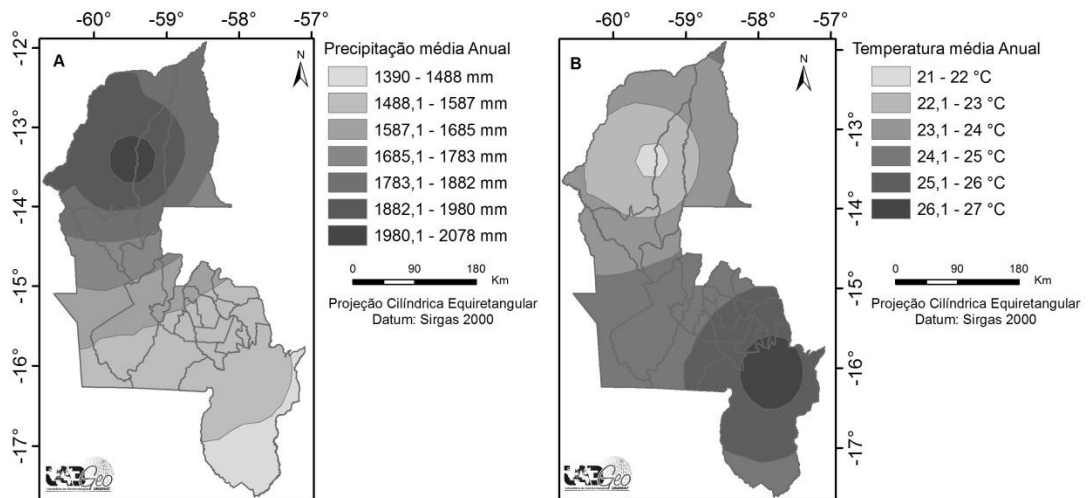 -60° -59° -58° -57°
-12°
-13°
-14°
-15°
-16°
-17°
A
N
Precipitação média Anual
1390 - 1488 mm
1488,1 - 1587 mm
1587,1 - 1685 mm
1685,1 - 1783 mm
1783,1 - 1882 mm
1882,1 - 1980 mm
1980,1 - 2078 mm
0 90 180
Km
Projeção Cilíndrica Equiretangular
Datum: Sirgas 2000
-60° -59° -58° -57°
-12°
-13°
-14°
-15°
-16°
-17°
B
N
Temperatura média Anual
21 - 22 °C
22,1 - 23 °C
23,1 - 24 °C
24,1 - 25 °C
25,1 - 26 °C
26,1 - 27 °C
0 90 180
Km
Projeção Cilíndrica Equiretangular
Datum: Sirgas 2000